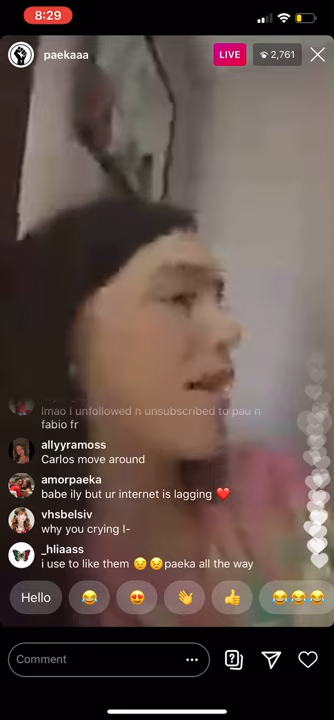 8:29
paekaaa
LIVE
2,761
lmao I unfollowed n unsubscribed to pau n
fabio fr
allyyramoss
Carlos move around
amorpaeka
babe ily but ur internet is lagging ❤️
vhsbelsiv
why you crying I-
_hliaass
i use to like them 😒😒paeka all the way
Hello
Comment